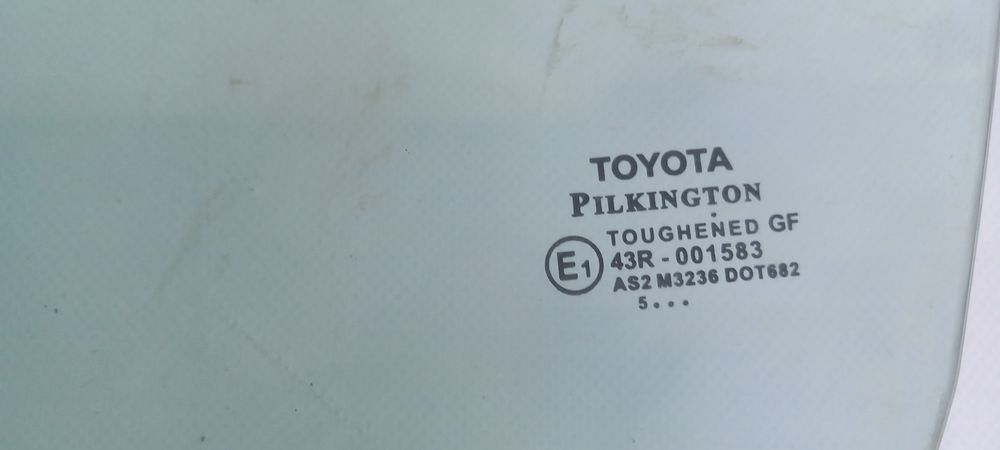 TOYOTA
PILKINGTON
TOUGHENED GF
E1 43R - 001583
AS2 M3236 DOT682
5...